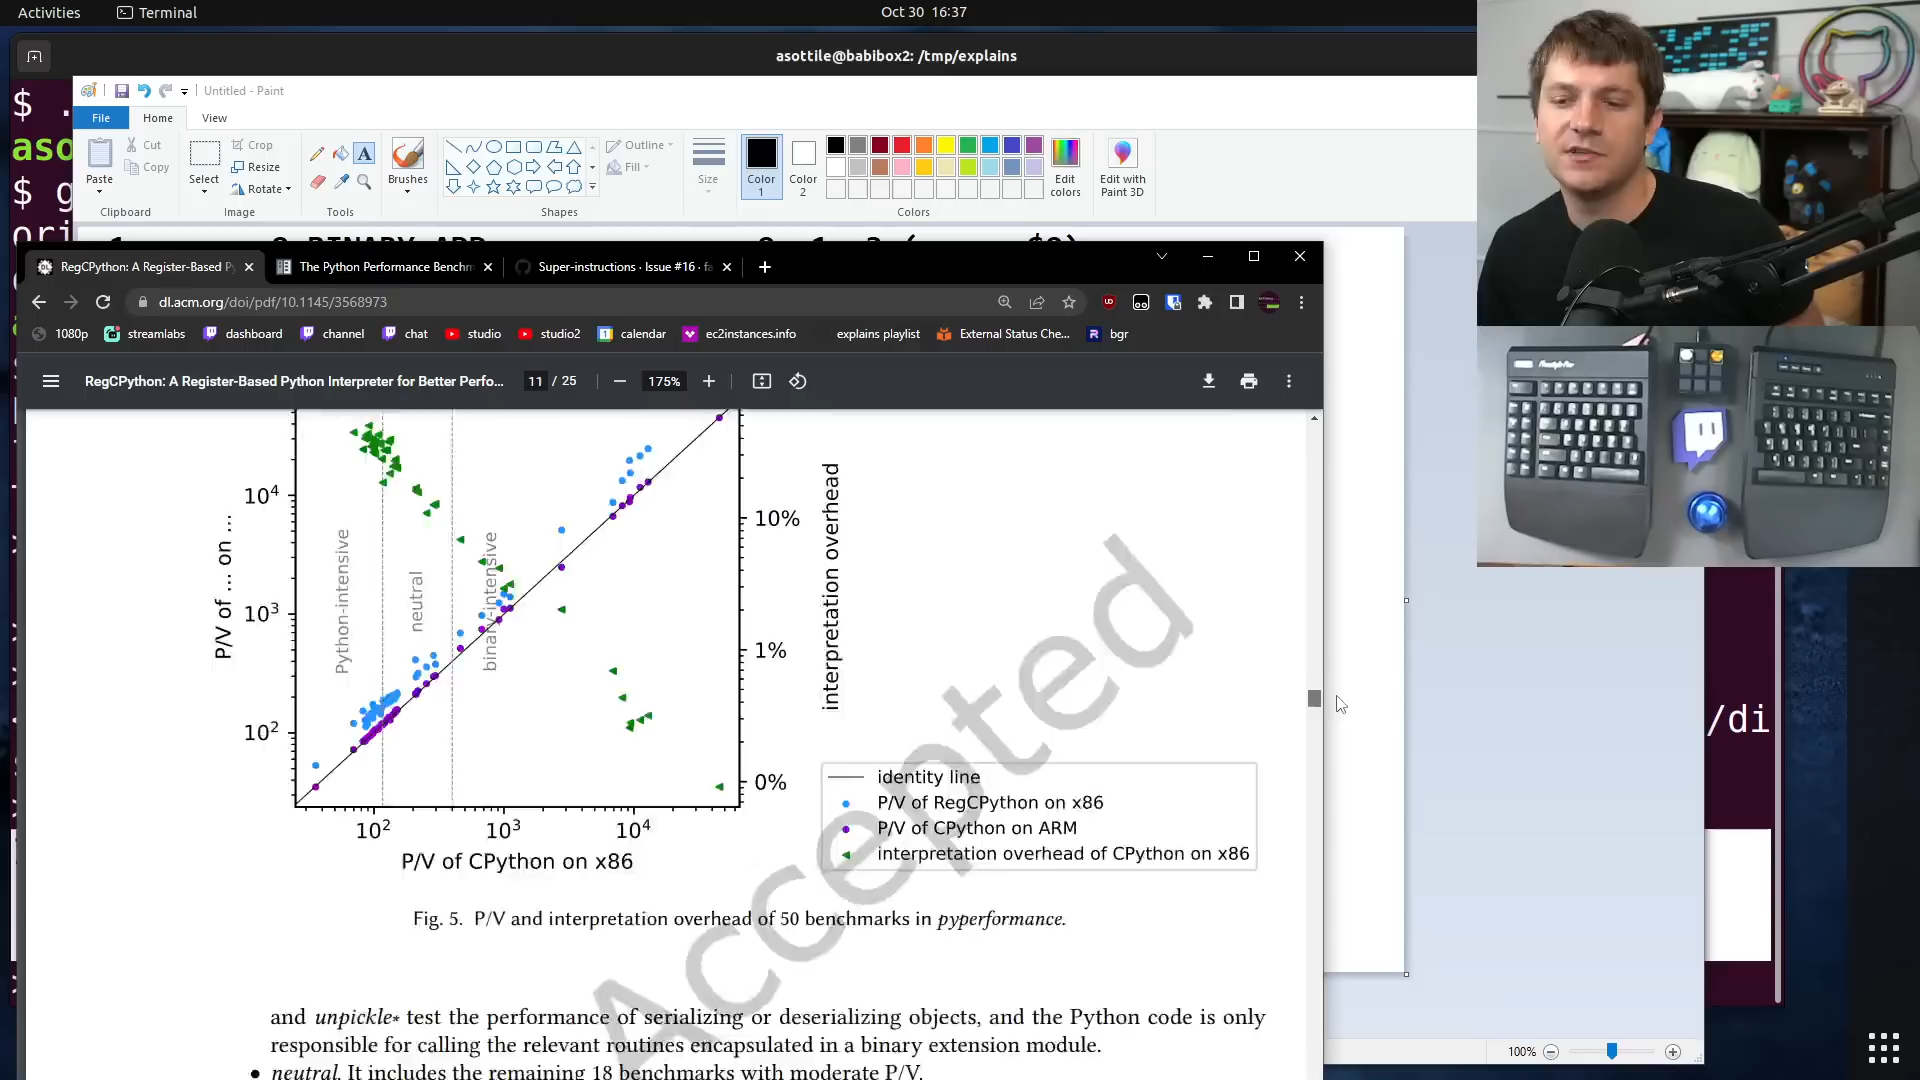 Activities
Terminal
Oct 30 16:37
asottile@babibox2: /tmp/explains
$ .
aso
$ g
ori
Untitled - Paint
File
Home
View
Paste
Cut
Copy
Clipboard
Select
Crop
Resize
Rotate
Image
Tools
Brushes
Shapes
Outline
Fill
Size
Color 1
Color 2
Edit colors
Colors
Edit with Paint 3D
RegCPython: A Register-Based P
The Python Performance Benchm
Super-instructions · Issue #16 · fa
dl.acm.org/doi/pdf/10.1145/3568973
1080p
streamlabs
dashboard
channel
chat
studio
studio2
calendar
ec2instances.info
explains playlist
External Status Che...
bgr
RegCPython: A Register-Based Python Interpreter for Better Perfo...
11 / 25
175%
P/V of ... on ...
10⁴
10³
10²
Python-intensive
neutral
binary-intensive
10%
1%
0%
interpretation overhead
10²
10³
10⁴
P/V of CPython on x86
identity line
P/V of RegCPython on x86
P/V of CPython on ARM
interpretation overhead of CPython on x86
Accepted
Fig. 5. P/V and interpretation overhead of 50 benchmarks in pyperformance.
and unpickle* test the performance of serializing or deserializing objects, and the Python code is only
responsible for calling the relevant routines encapsulated in a binary extension module.
• neutral. It includes the remaining 18 benchmarks with moderate P/V.
/di
100%